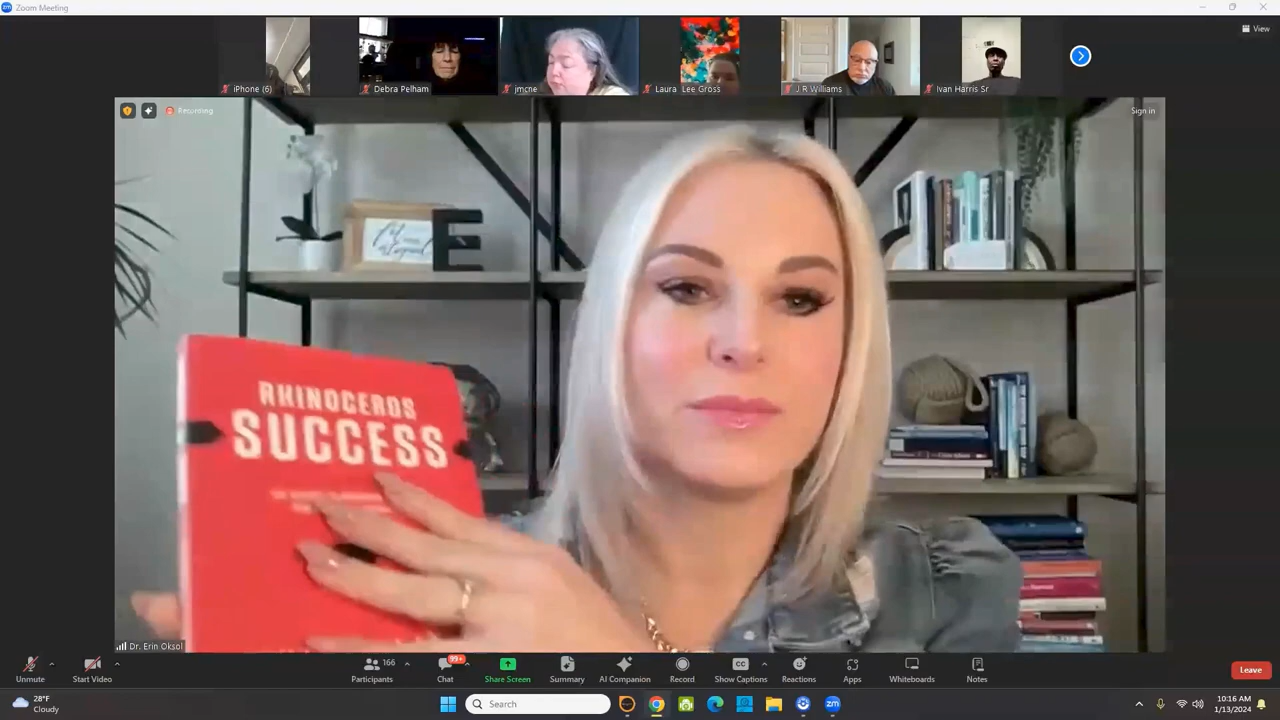 Zoom Meeting
View
iPhone (6)
Debra Pelham
jmcne
Laura Lee Gross
J R Williams
Ivan Harris Sr
Recording
Sign in
E
RHINOCEROS
SUCCESS
Dr. Erin Oksol
166
99+
CC
Unmute
Start Video
Participants
Chat
Share Screen
Summary
AI Companion
Record
Show Captions
Reactions
Apps
Whiteboards
Notes
Leave
28°F
Cloudy
Search
zm
10:16 AM
1/13/2024